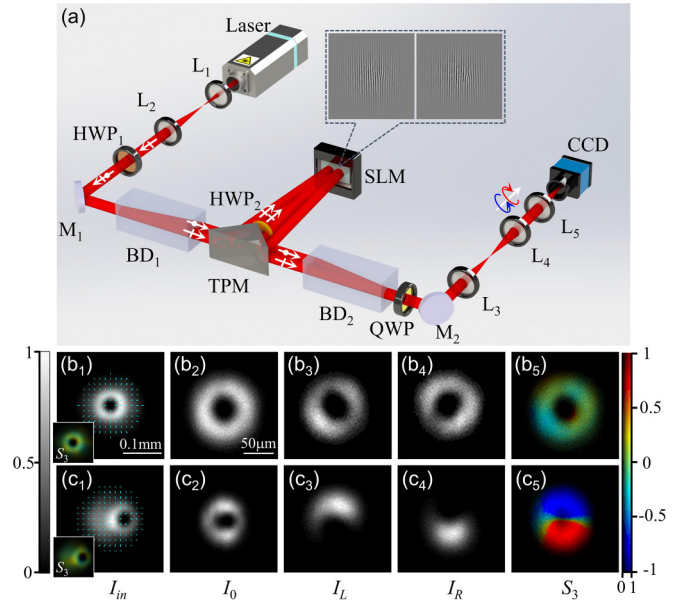 (a)
Laser
L1
L2
HWP1
M1
BD1
TPM
HWP2
SLM
BD2
QWP
M2
L3
L4
L5
CCD
1
0.5
0
(b1)
S3
0.1mm
(b2)
50μm
(b3)
(b4)
(b5)
(c1)
S3
(c2)
(c3)
(c4)
(c5)
1
0.5
0
-0.5
-1
0 1
Iin
I0
IL
IR
S3